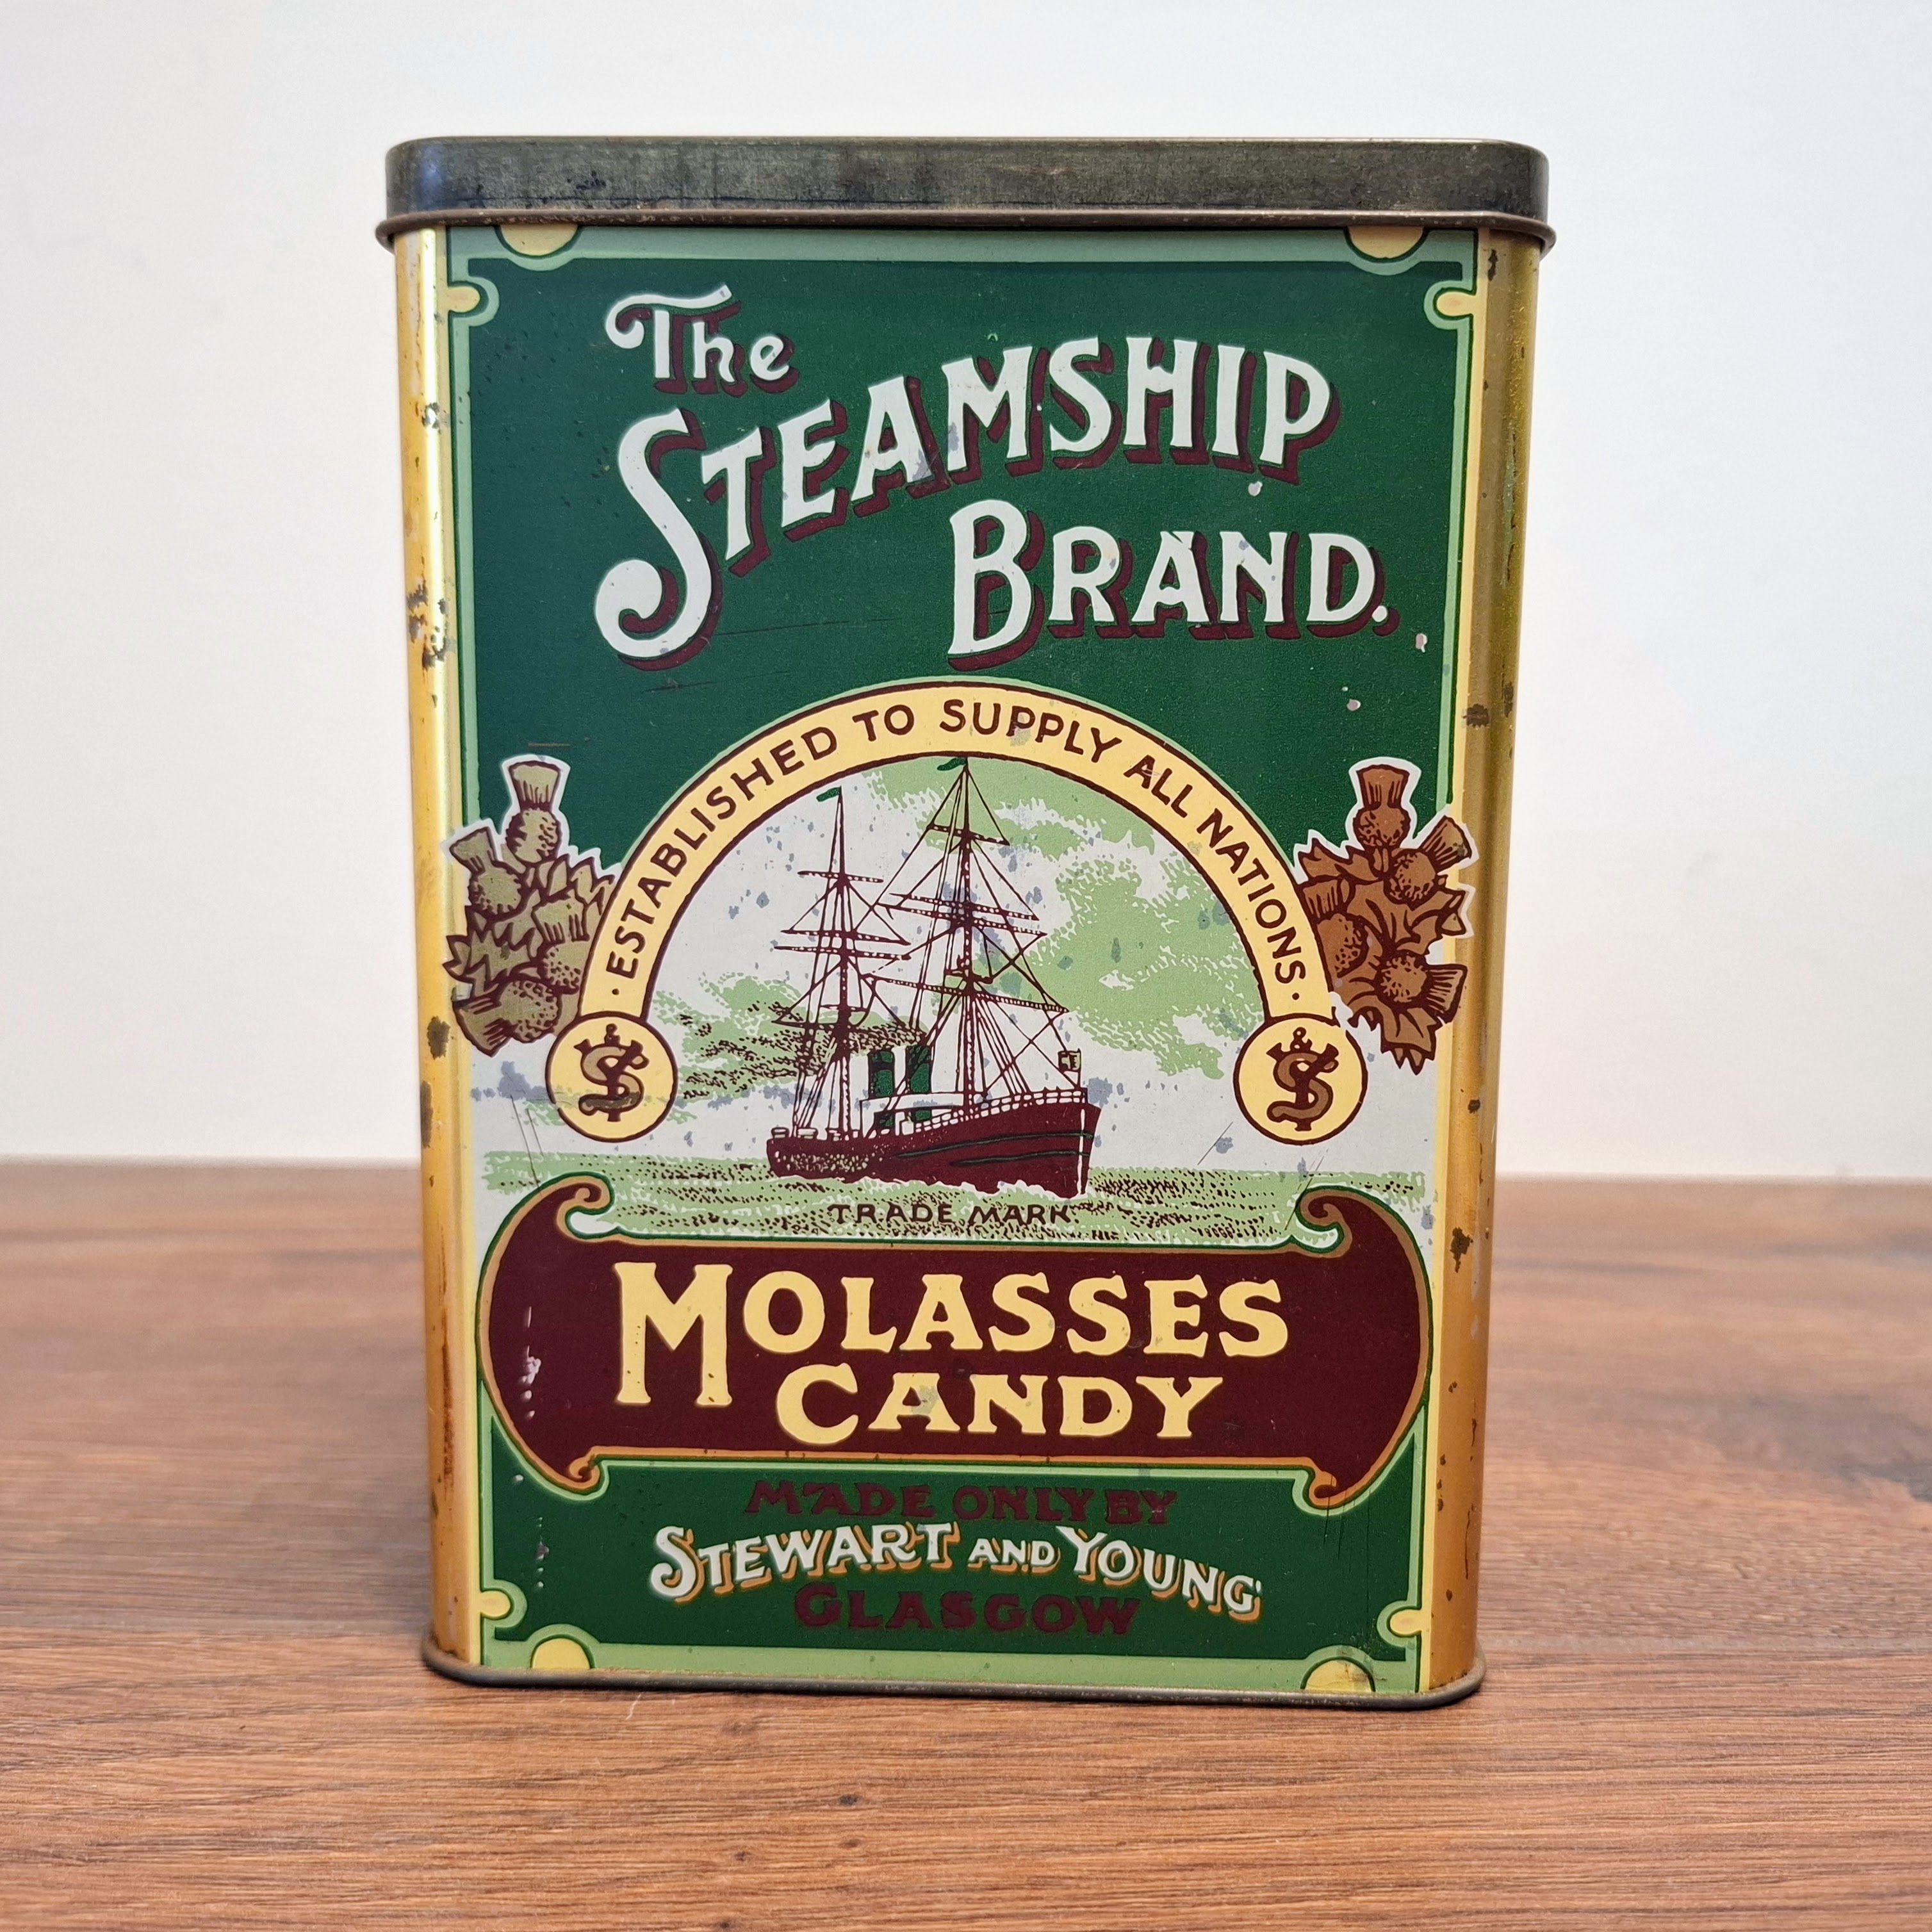 The
STEAMSHIP
BRAND.
· ESTABLISHED TO SUPPLY ALL NATIONS ·
TRADE MARK
MOLASSES
CANDY
MADE ONLY BY
STEWART AND YOUNG
GLASGOW